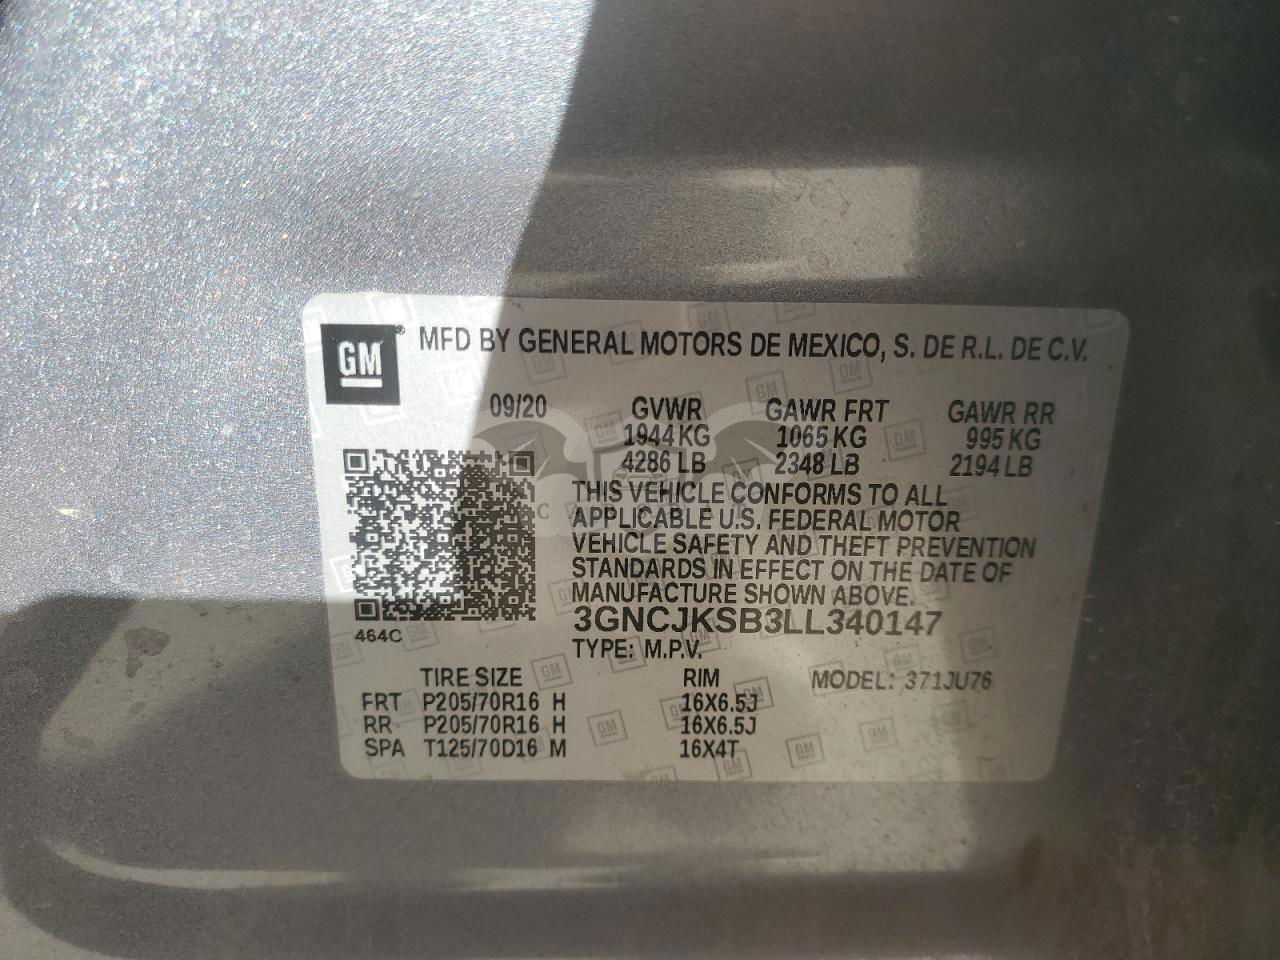 GM ® MFD BY GENERAL MOTORS DE MEXICO, S. DE R.L. DE C.V.
09/20 GVWR GAWR FRT GAWR RR
1944 KG 1065 KG 995 KG
4286 LB 2348 LB 2194 LB
THIS VEHICLE CONFORMS TO ALL
APPLICABLE U.S. FEDERAL MOTOR
VEHICLE SAFETY AND THEFT PREVENTION
STANDARDS IN EFFECT ON THE DATE OF
MANUFACTURE SHOWN ABOVE.
3GNCJKSB3LL340147
464C
TYPE: M.P.V.
TIRE SIZE RIM MODEL: 371JU76
FRT P205/70R16 H 16X6.5J
RR P205/70R16 H 16X6.5J
SPA T125/70D16 M 16X4T